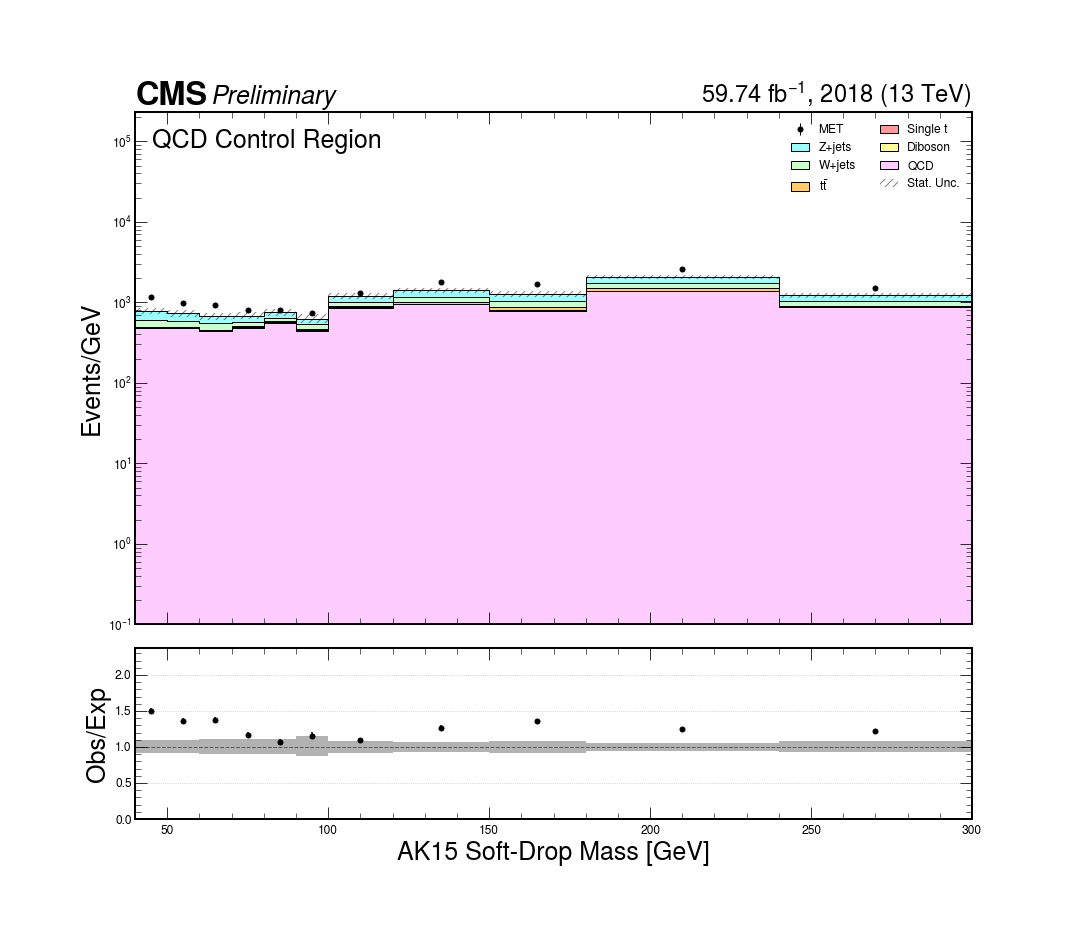 CMS Preliminary
59.74 fb⁻¹, 2018 (13 TeV)
QCD Control Region
MET
Z+jets
W+jets
tt̄
Single t
Diboson
QCD
Stat. Unc.
Events/GeV
10⁵
10⁴
10³
10²
10¹
10⁰
10⁻¹
Obs/Exp
2.0
1.5
1.0
0.5
0.0
50 100 150 200 250 300
AK15 Soft-Drop Mass [GeV]